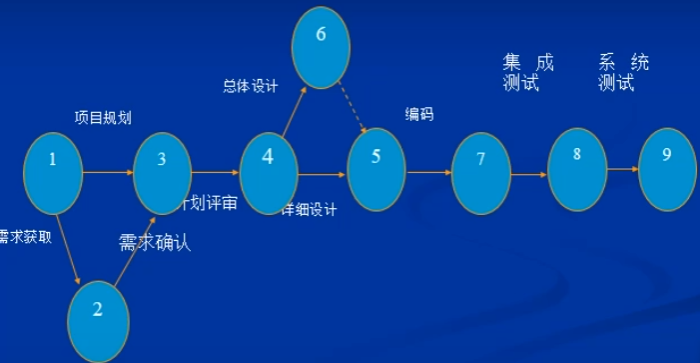 6
总体设计
集 成
测试
系 统
测试
项目规划
编码
1
3
4
5
7
8
9
计划评审
详细设计
需求获取
需求确认
2